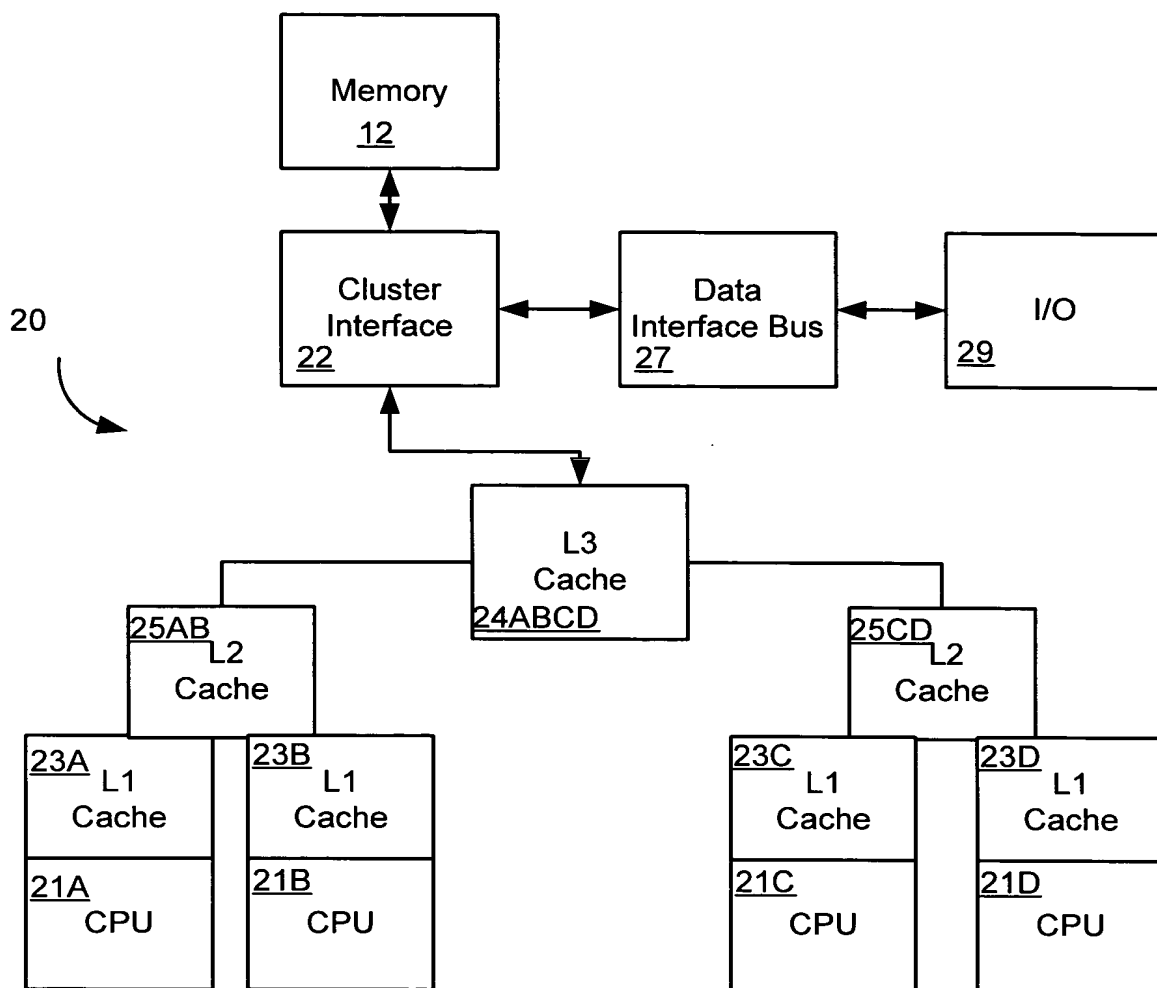 Memory
12
Cluster
Interface
22
Data
Interface Bus
27
I/O
29
20
L3
Cache
24ABCD
25AB
L2
Cache
25CD
L2
Cache
23A
L1
Cache
23B
L1
Cache
23C
L1
Cache
23D
L1
Cache
21A
CPU
21B
CPU
21C
CPU
21D
CPU